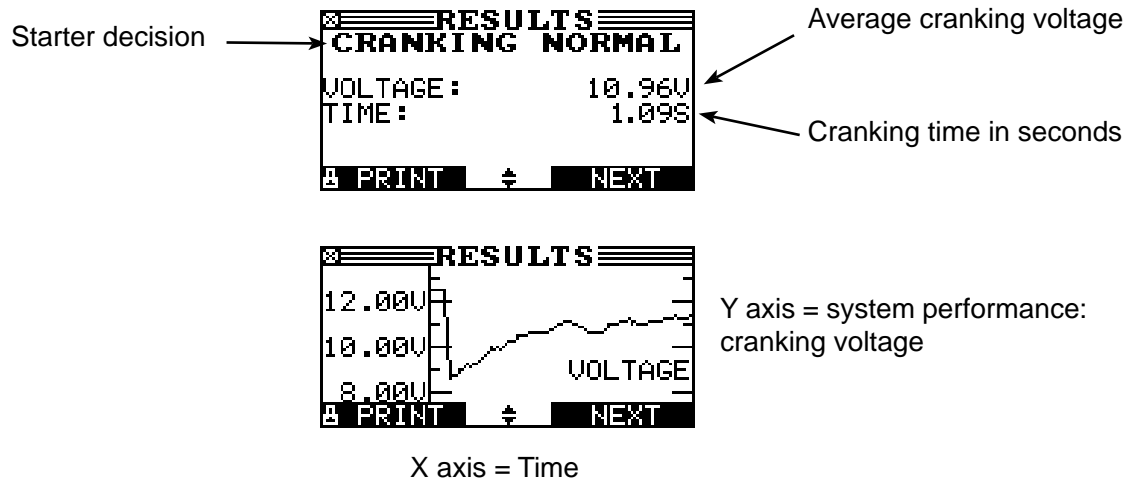 Starter decision
RESULTS
CRANKING NORMAL
VOLTAGE: 10.96V
TIME: 1.09S
PRINT NEXT
Average cranking voltage
Cranking time in seconds
RESULTS
12.00V
10.00V
8.00V
VOLTAGE
PRINT NEXT
Y axis = system performance:
cranking voltage
X axis = Time